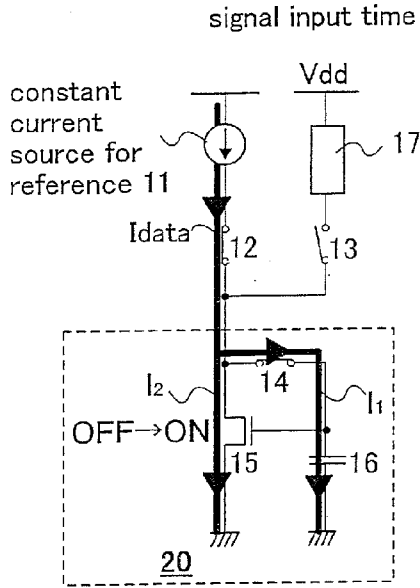 signal input time
Vdd
constant
current
source for
reference 11
17
Idata
12
13
14
I₂
I₁
OFF→ON
15
16
20